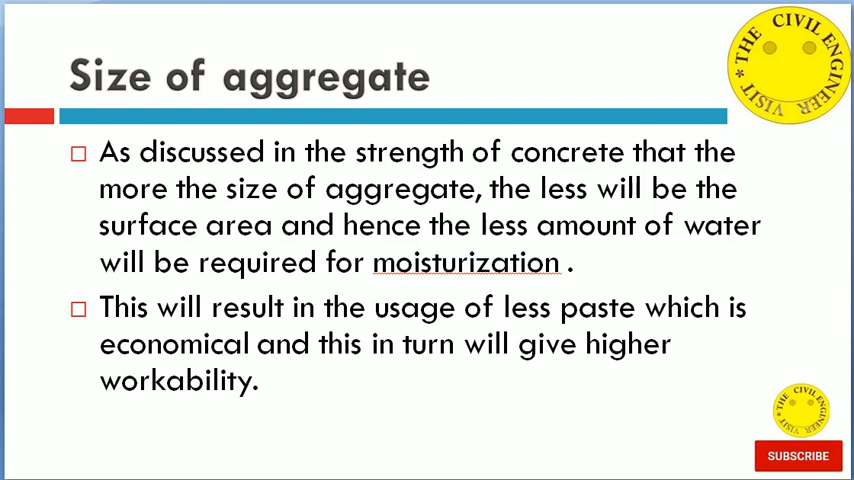 Size of aggregate
THE CIVIL ENGINEER VISIT *
As discussed in the strength of concrete that the
more the size of aggregate, the less will be the
surface area and hence the less amount of water
will be required for moisturization .
This will result in the usage of less paste which is
economical and this in turn will give higher
workability.
THE CIVIL ENGINEER VISIT *
SUBSCRIBE